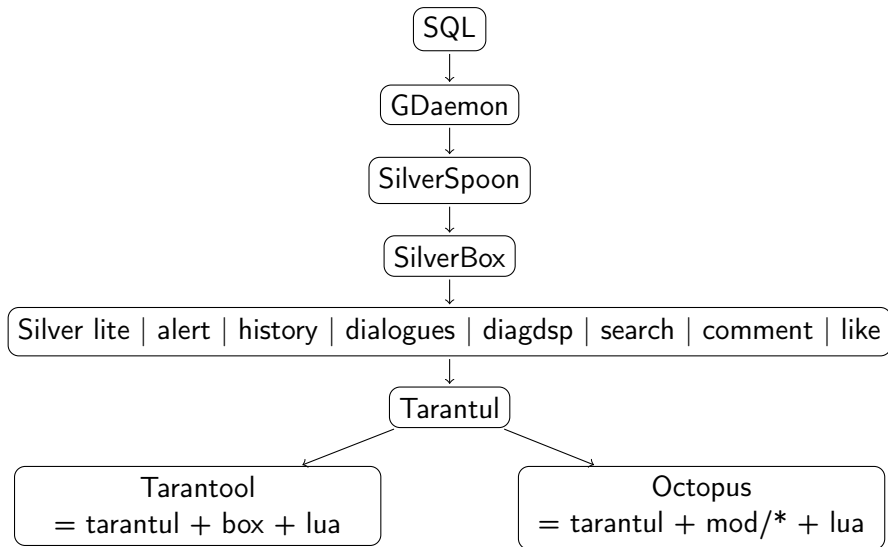 SQL
GDaemon
SilverSpoon
SilverBox
Silver lite | alert | history | dialogues | diagdsp | search | comment | like
Tarantul
Tarantool
= tarantul + box + lua
Octopus
= tarantul + mod/* + lua